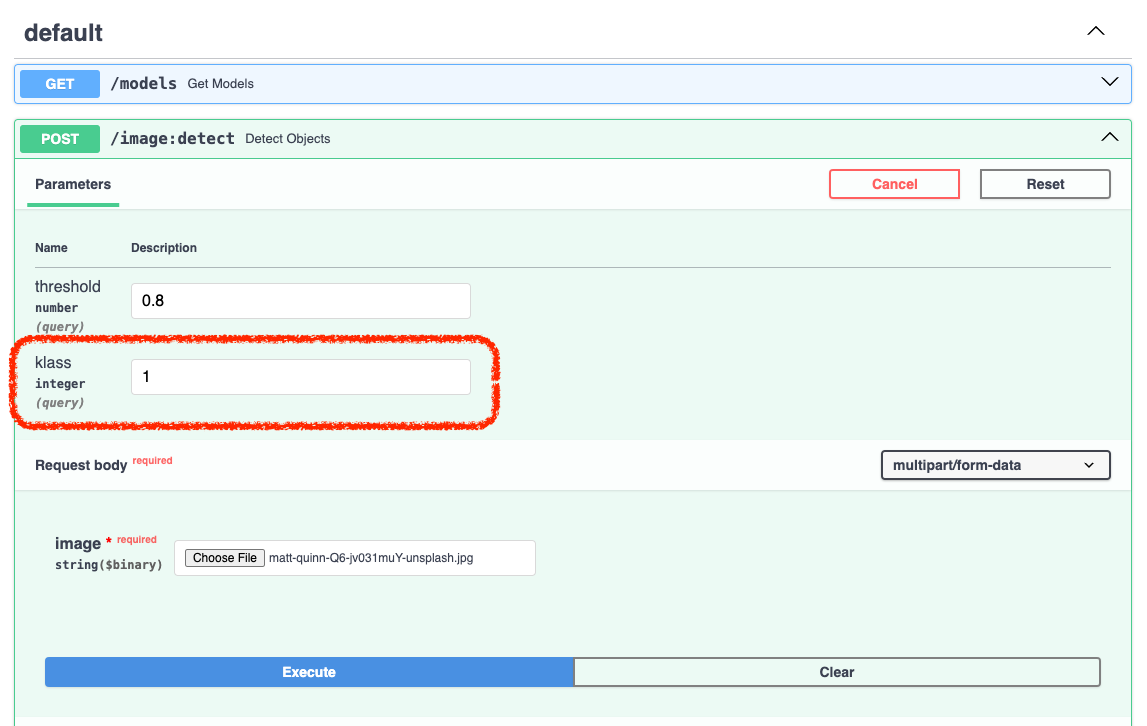 default
GET /models Get Models
POST /image:detect Detect Objects
Parameters Cancel Reset
Name Description
threshold
number
(query)
0.8
klass
integer
(query)
1
Request body required multipart/form-data
image * required
string($binary)
Choose File matt-quinn-Q6-jv031muY-unsplash.jpg
Execute Clear